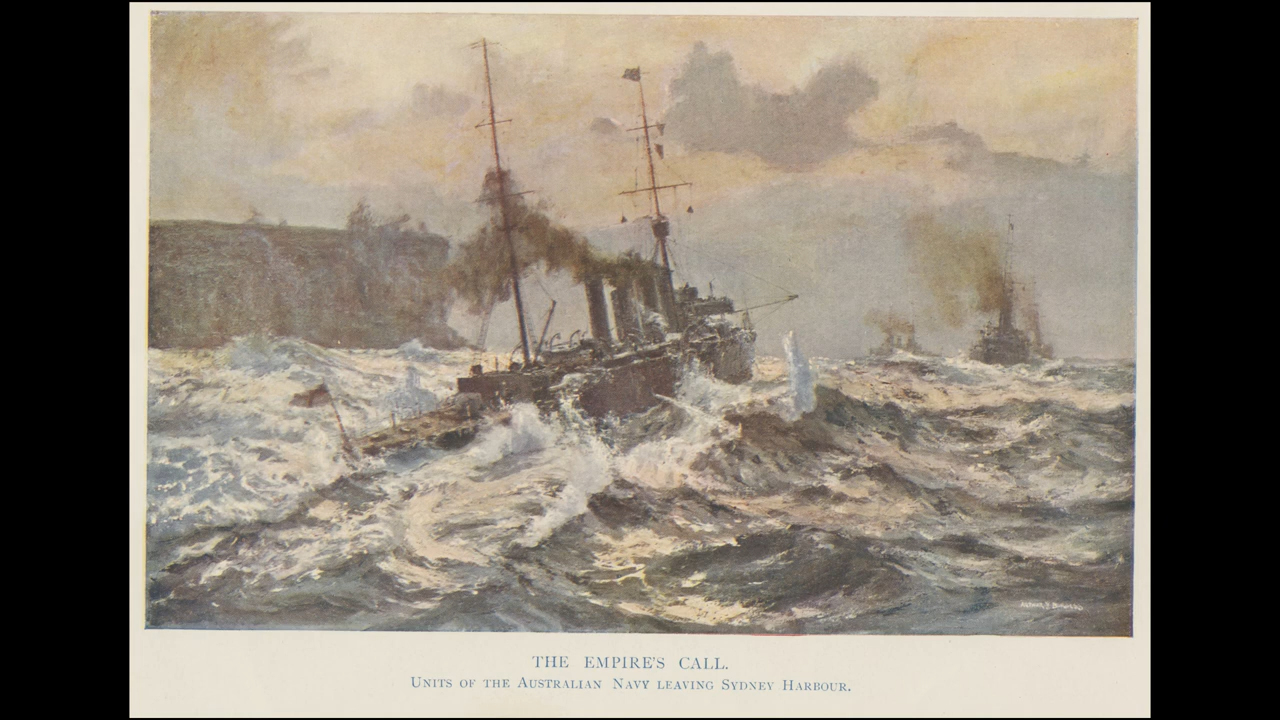 THE EMPIRE'S CALL.
UNITS OF THE AUSTRALIAN NAVY LEAVING SYDNEY HARBOUR.